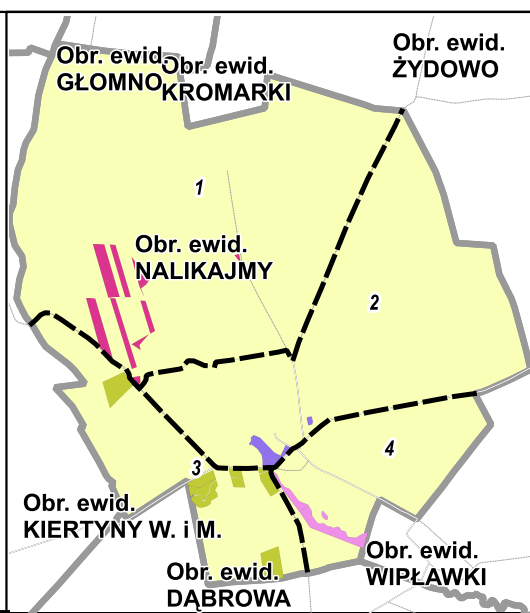 Obr. ewid.
GŁOMNO
Obr. ewid.
KROMARKI
Obr. ewid.
ŻYDOWO
1
Obr. ewid.
NALIKAJMY
2
3
4
Obr. ewid.
KIERTYNY W. i M.
Obr. ewid.
DĄBROWA
Obr. ewid.
WIPŁAWKI